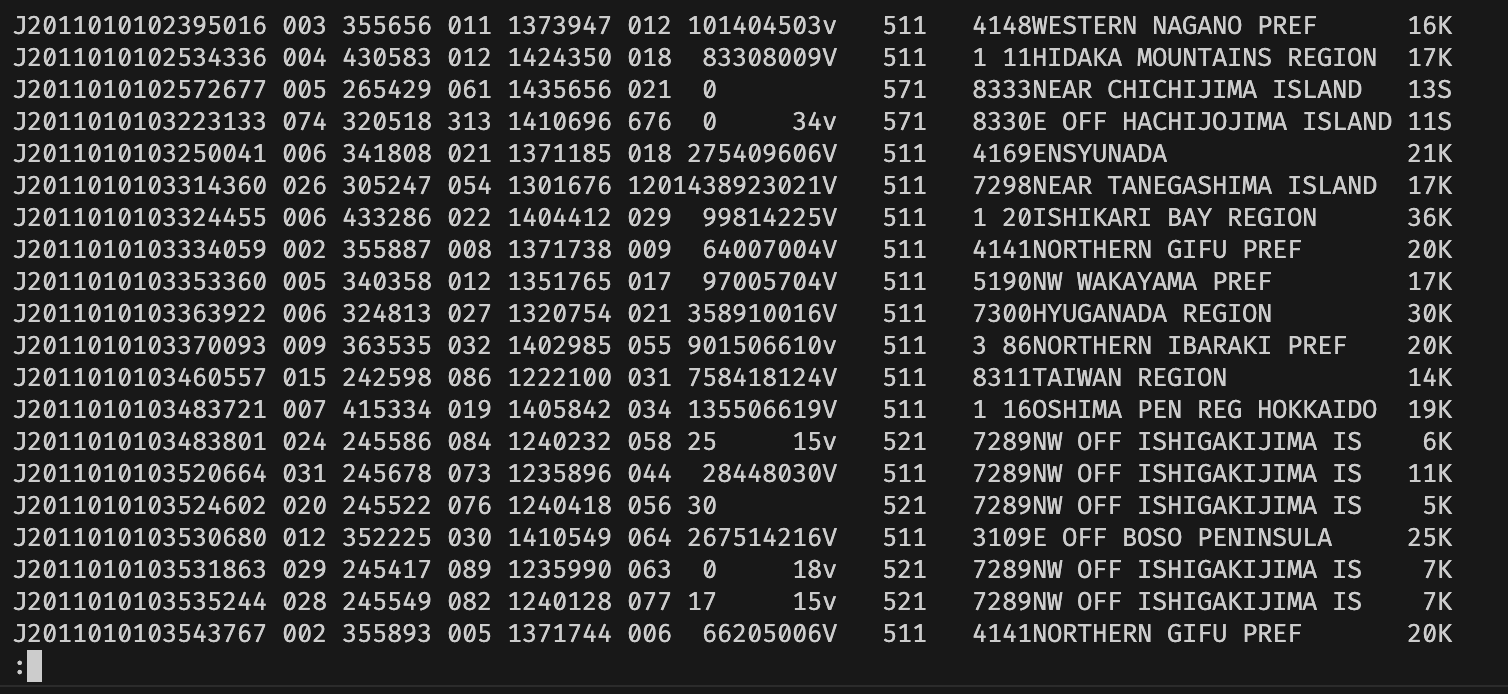 J2011010102395016 003 355656 011 1373947 012 101404503v   511   4148WESTERN NAGANO PREF      16K
J2011010102534336 004 430583 012 1424350 018  83308009V   511   1 11HIDAKA MOUNTAINS REGION  17K
J2011010102572677 005 265429 061 1435656 021  0           571   8333NEAR CHICHIJIMA ISLAND   13S
J2011010103223133 074 320518 313 1410696 676  0     34v   571   8330E OFF HACHIJOJIMA ISLAND 11S
J2011010103250041 006 341808 021 1371185 018 275409606V   511   4169ENSYUNADA                21K
J2011010103314360 026 305247 054 1301676 1201438923021V   511   7298NEAR TANEGASHIMA ISLAND  17K
J2011010103324455 006 433286 022 1404412 029  99814225V   511   1 20ISHIKARI BAY REGION      36K
J2011010103334059 002 355887 008 1371738 009  64007004V   511   4141NORTHERN GIFU PREF       20K
J2011010103353360 005 340358 012 1351765 017  97005704V   511   5190NW WAKAYAMA PREF         17K
J2011010103363922 006 324813 027 1320754 021 358910016V   511   7300HYUGANADA REGION         30K
J2011010103370093 009 363535 032 1402985 055 901506610v   511   3 86NORTHERN IBARAKI PREF    20K
J2011010103460557 015 242598 086 1222100 031 758418124V   511   8311TAIWAN REGION            14K
J2011010103483721 007 415334 019 1405842 034 135506619V   511   1 16OSHIMA PEN REG HOKKAIDO  19K
J2011010103483801 024 245586 084 1240232 058 25     15v   521   7289NW OFF ISHIGAKIJIMA IS    6K
J2011010103520664 031 245678 073 1235896 044  28448030V   511   7289NW OFF ISHIGAKIJIMA IS   11K
J2011010103524602 020 245522 076 1240418 056 30           521   7289NW OFF ISHIGAKIJIMA IS    5K
J2011010103530680 012 352225 030 1410549 064 267514216V   511   3109E OFF BOSO PENINSULA     25K
J2011010103531863 029 245417 089 1235990 063  0     18v   521   7289NW OFF ISHIGAKIJIMA IS    7K
J2011010103535244 028 245549 082 1240128 077 17     15v   521   7289NW OFF ISHIGAKIJIMA IS    7K
J2011010103543767 002 355893 005 1371744 006  66205006V   511   4141NORTHERN GIFU PREF       20K
: